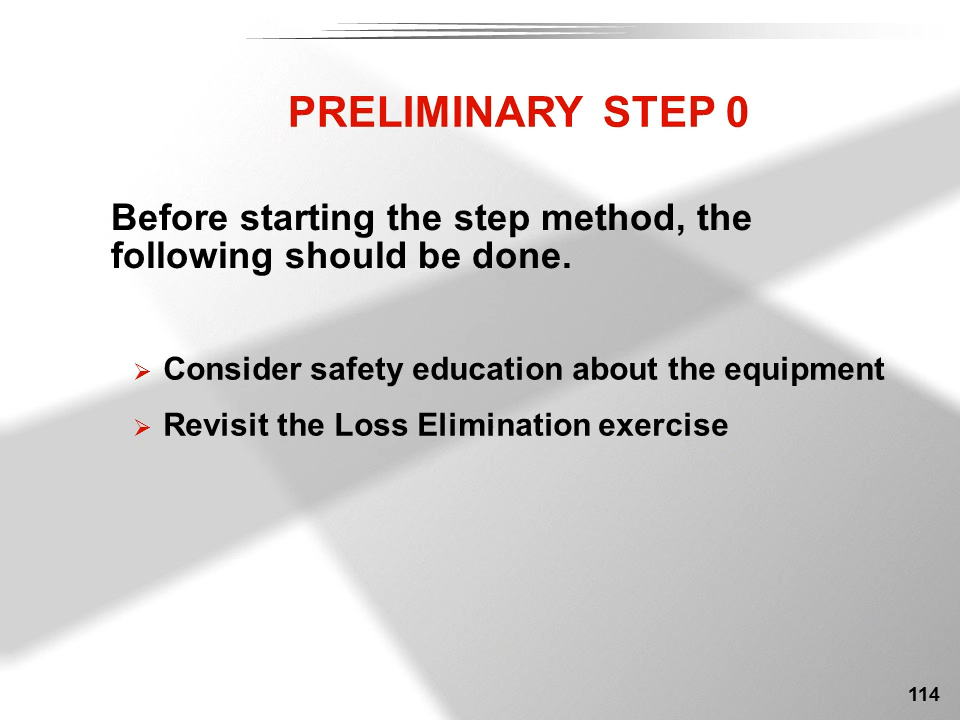 PRELIMINARY STEP 0
Before starting the step method, the
following should be done.
Consider safety education about the equipment
Revisit the Loss Elimination exercise
114